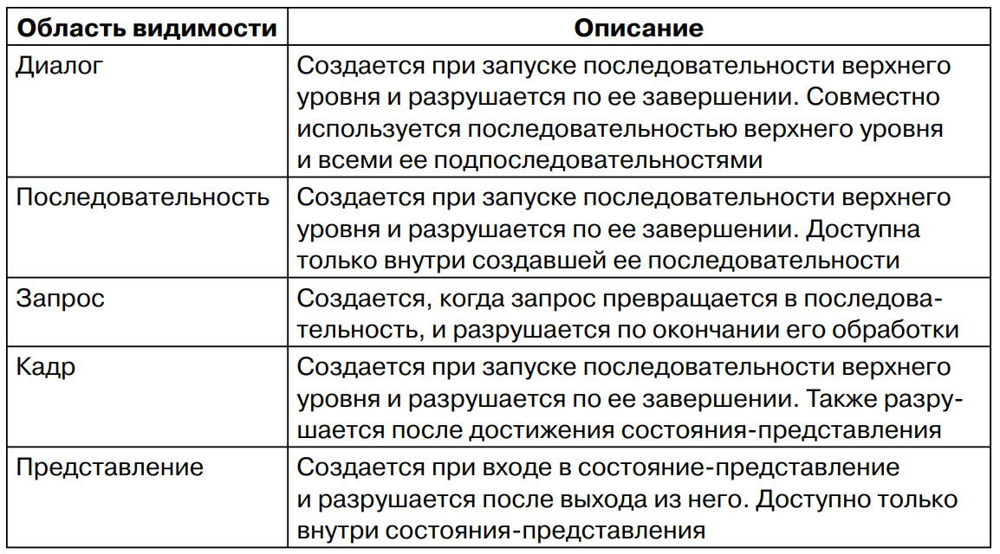 Область видимости Описание
Диалог Создается при запуске последовательности верхнего
уровня и разрушается по ее завершении. Совместно
используется последовательностью верхнего уровня
и всеми ее подпоследовательностями
Последовательность Создается при запуске последовательности верхнего
уровня и разрушается по ее завершении. Доступна
только внутри создавшей ее последовательности
Запрос Создается, когда запрос превращается в последова-
тельность, и разрушается по окончании его обработки
Кадр Создается при запуске последовательности верхнего
уровня и разрушается по ее завершении. Также разру-
шается после достижения состояния-представления
Представление Создается при входе в состояние-представление
и разрушается после выхода из него. Доступно только
внутри состояния-представления